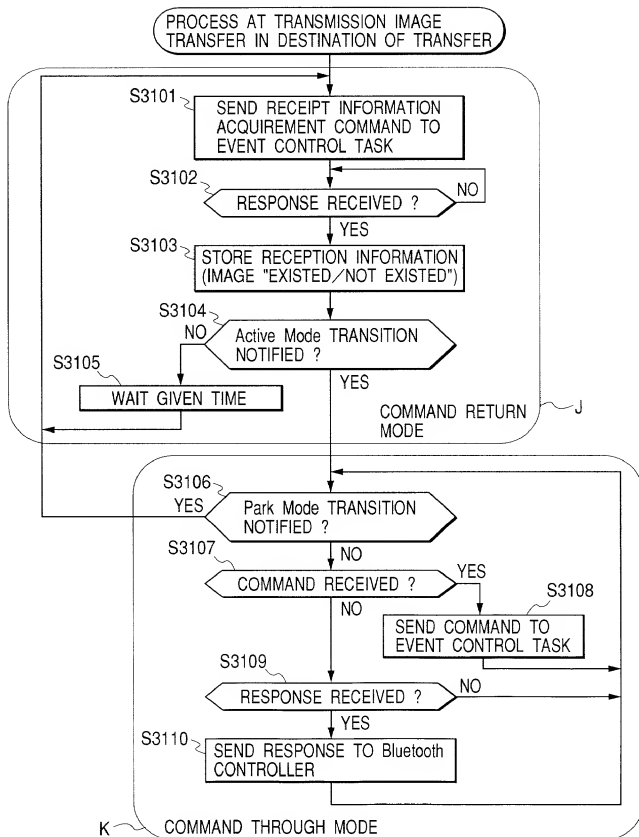 PROCESS AT TRANSMISSION IMAGE
TRANSFER IN DESTINATION OF TRANSFER
S3101
SEND RECEIPT INFORMATION
ACQUIREMENT COMMAND TO
EVENT CONTROL TASK
S3102
RESPONSE RECEIVED ?
NO
YES
S3103
STORE RECEPTION INFORMATION
(IMAGE "EXISTED/NOT EXISTED")
S3104
NO
Active Mode TRANSITION
NOTIFIED ?
S3105
YES
WAIT GIVEN TIME
COMMAND RETURN
MODE
J
S3106
YES
Park Mode TRANSITION
NOTIFIED ?
NO
S3107
COMMAND RECEIVED ?
YES
NO
S3108
SEND COMMAND TO
EVENT CONTROL TASK
S3109
RESPONSE RECEIVED ?
NO
YES
S3110
SEND RESPONSE TO Bluetooth
CONTROLLER
K
COMMAND THROUGH MODE